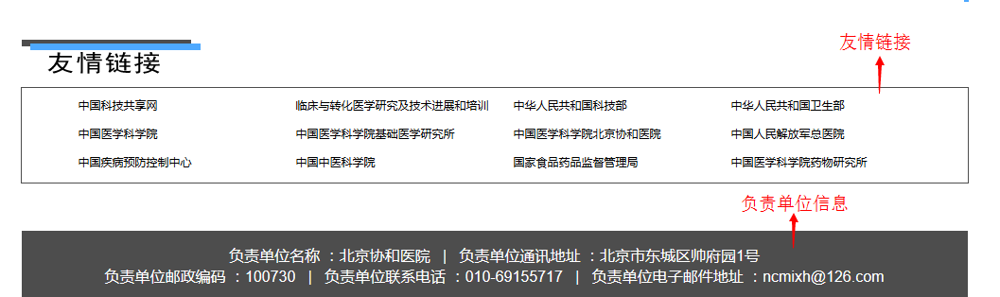 友情链接
友情链接
中国科技共享网 临床与转化医学研究及技术进展和培训 中华人民共和国科技部 中华人民共和国卫生部
中国医学科学院 中国医学科学院基础医学研究所 中国医学科学院北京协和医院 中国人民解放军总医院
中国疾病预防控制中心 中国中医科学院 国家食品药品监督管理局 中国医学科学院药物研究所
负责单位信息
负责单位名称 ：北京协和医院 | 负责单位通讯地址 ：北京市东城区帅府园1号
负责单位邮政编码 ：100730 | 负责单位联系电话 ：010-69155717 | 负责单位电子邮件地址 ：ncmixh@126.com